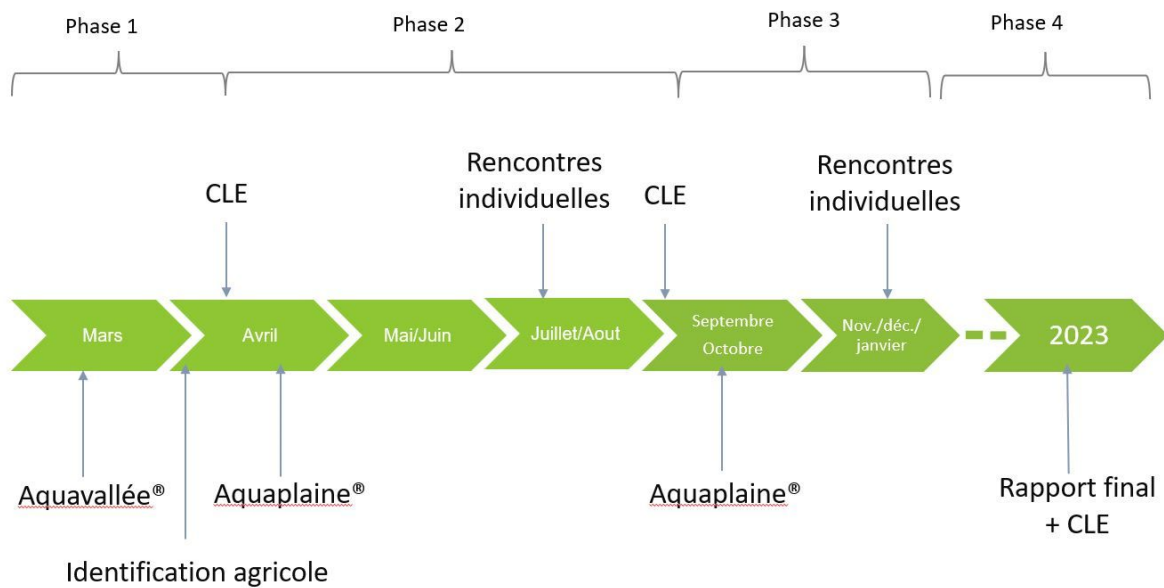 Phase 1
Phase 2
Phase 3
Phase 4
CLE
Rencontres
individuelles
CLE
Rencontres
individuelles
Mars
Avril
Mai/Juin
Juillet/Aout
Septembre
Octobre
Nov./déc./
janvier
2023
Aquavallée®
Aquaplaine®
Aquaplaine®
Rapport final
+ CLE
Identification agricole